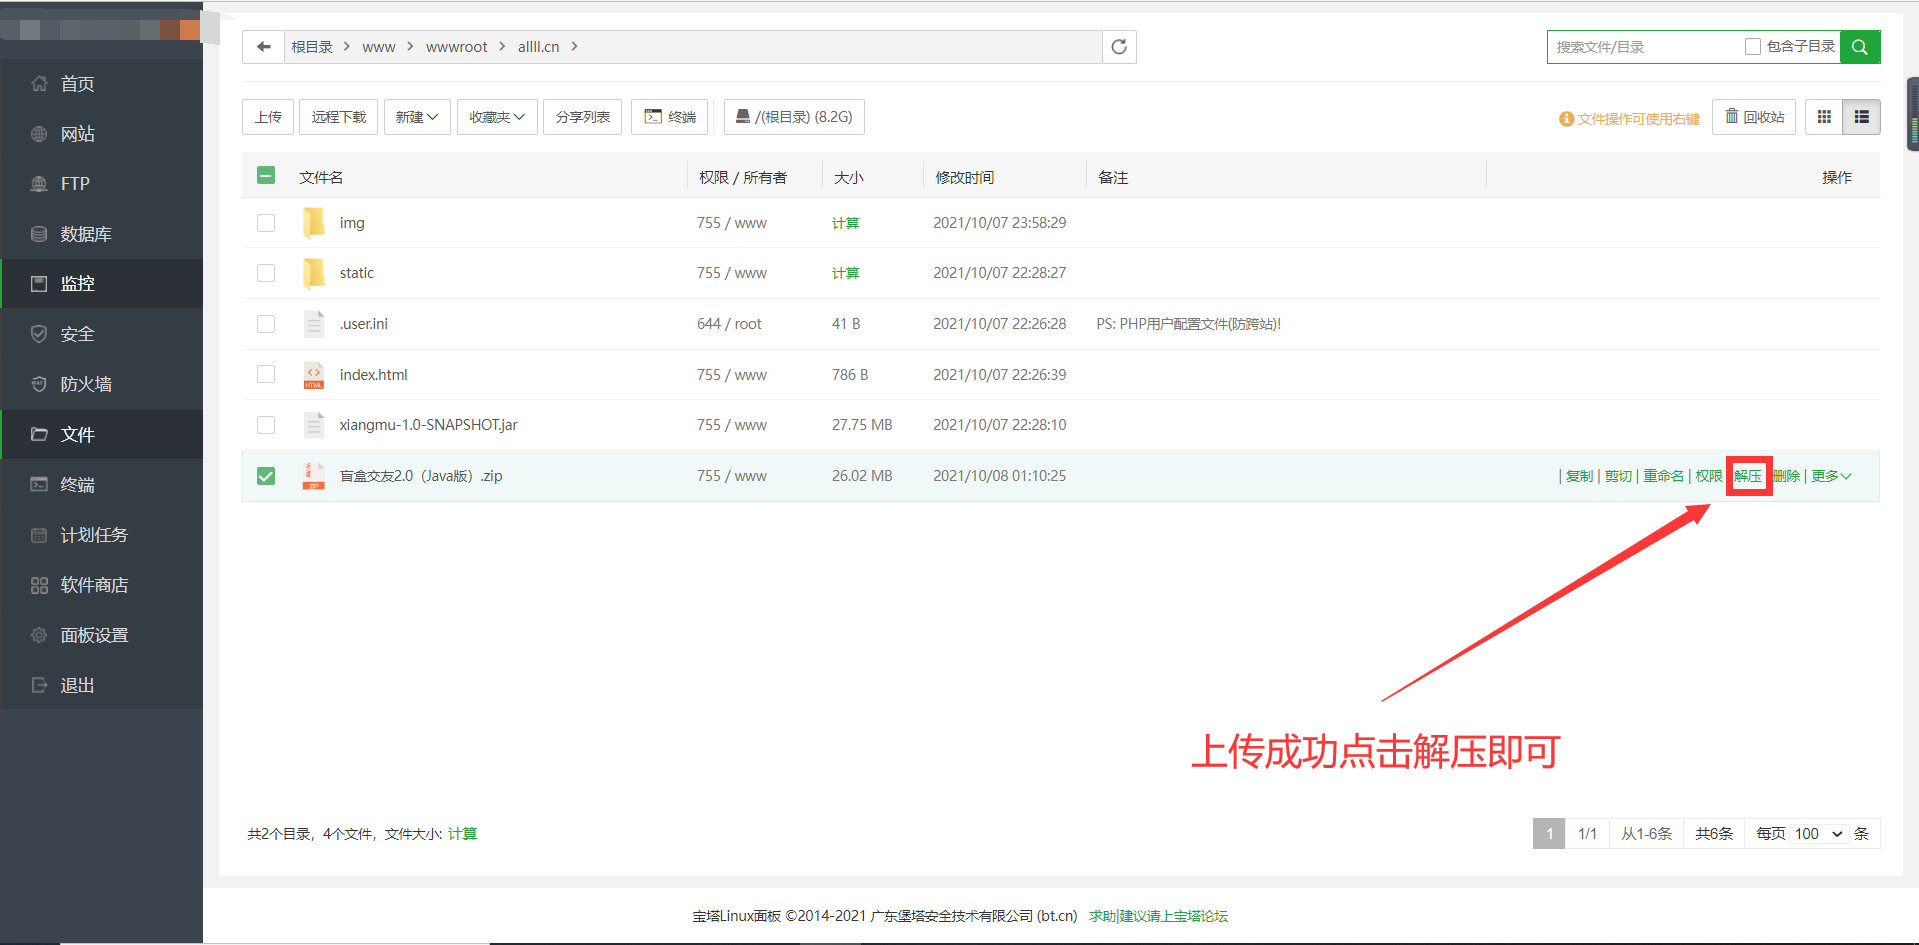 根目录 > www > wwwroot > allll.cn >
搜索文件/目录 包含子目录
首页
网站
FTP
数据库
监控
安全
防火墙
文件
终端
计划任务
软件商店
面板设置
退出
上传 远程下载 新建 收藏夹 分享列表 终端 /(根目录) (8.2G)
文件操作可使用右键 回收站
文件名 权限 / 所有者 大小 修改时间 备注 操作
img 755 / www 计算 2021/10/07 23:58:29
static 755 / www 计算 2021/10/07 22:28:27
.user.ini 644 / root 41 B 2021/10/07 22:26:28 PS: PHP用户配置文件(防跨站)!
index.html 755 / www 786 B 2021/10/07 22:26:39
xiangmu-1.0-SNAPSHOT.jar 755 / www 27.75 MB 2021/10/07 22:28:10
盲盒交友2.0（Java版）.zip 755 / www 26.02 MB 2021/10/08 01:10:25 | 复制 | 剪切 | 重命名 | 权限 解压 删除 | 更多
上传成功点击解压即可
共2个目录，4个文件，文件大小: 计算
1 1/1 从1-6条 共6条 每页 100 条
宝塔Linux面板 ©2014-2021 广东堡塔安全技术有限公司 (bt.cn) 求助|建议请上宝塔论坛